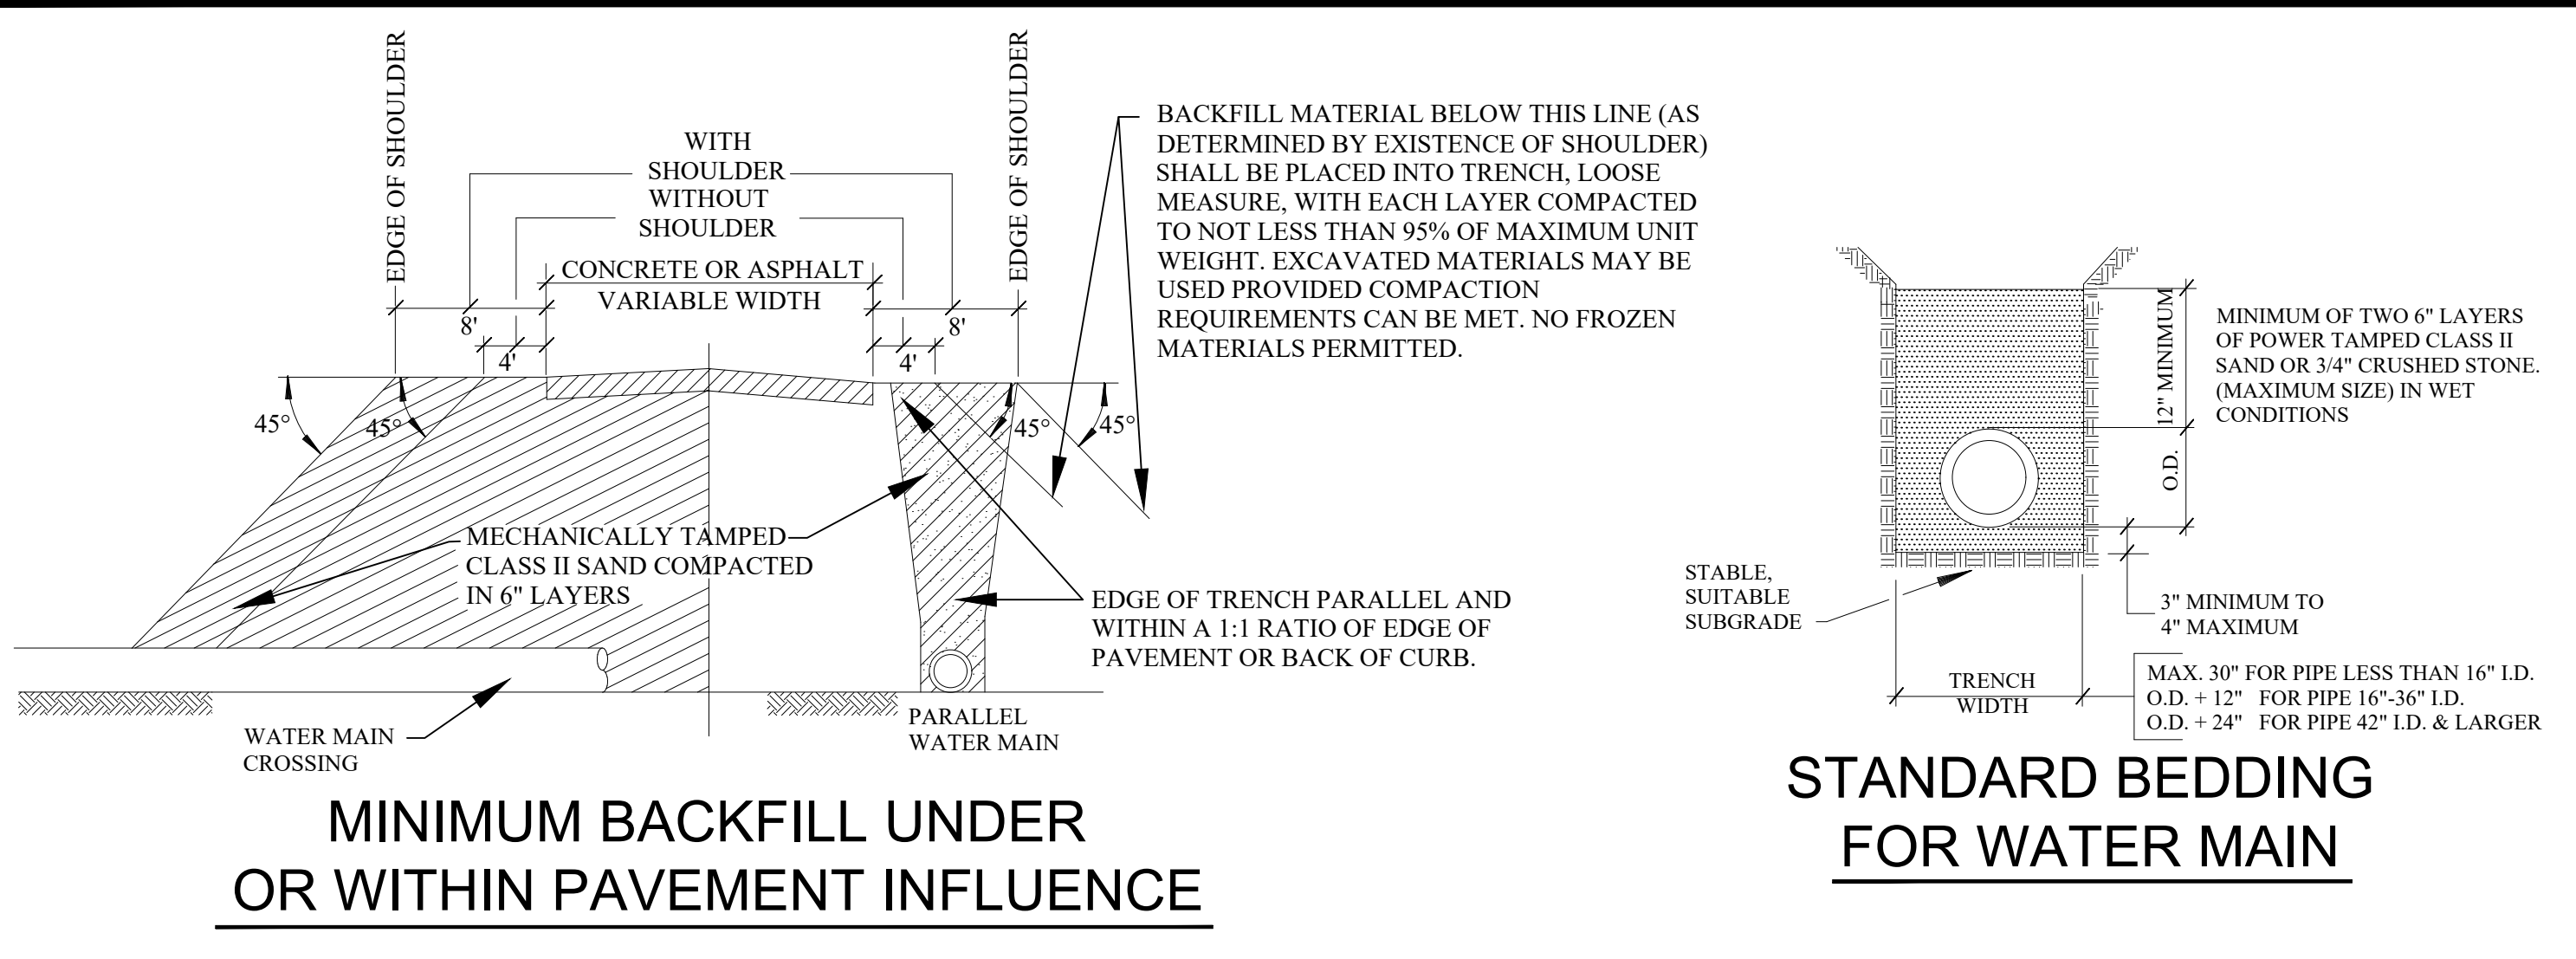 EDGE OF SHOULDER
WITH
SHOULDER
WITHOUT
SHOULDER
CONCRETE OR ASPHALT
VARIABLE WIDTH
EDGE OF SHOULDER
8'
4'
8'
4'
45°
45°
45°
45°
BACKFILL MATERIAL BELOW THIS LINE (AS
DETERMINED BY EXISTENCE OF SHOULDER)
SHALL BE PLACED INTO TRENCH, LOOSE
MEASURE, WITH EACH LAYER COMPACTED
TO NOT LESS THAN 95% OF MAXIMUM UNIT
WEIGHT. EXCAVATED MATERIALS MAY BE
USED PROVIDED COMPACTION
REQUIREMENTS CAN BE MET. NO FROZEN
MATERIALS PERMITTED.
MECHANICALLY TAMPED
CLASS II SAND COMPACTED
IN 6" LAYERS
EDGE OF TRENCH PARALLEL AND
WITHIN A 1:1 RATIO OF EDGE OF
PAVEMENT OR BACK OF CURB.
WATER MAIN
CROSSING
PARALLEL
WATER MAIN
MINIMUM BACKFILL UNDER
OR WITHIN PAVEMENT INFLUENCE
12" MINIMUM
O.D.
MINIMUM OF TWO 6" LAYERS
OF POWER TAMPED CLASS II
SAND OR 3/4" CRUSHED STONE.
(MAXIMUM SIZE) IN WET
CONDITIONS
STABLE,
SUITABLE
SUBGRADE
3" MINIMUM TO
4" MAXIMUM
TRENCH
WIDTH
MAX. 30" FOR PIPE LESS THAN 16" I.D.
O.D. + 12" FOR PIPE 16"-36" I.D.
O.D. + 24" FOR PIPE 42" I.D. & LARGER
STANDARD BEDDING
FOR WATER MAIN